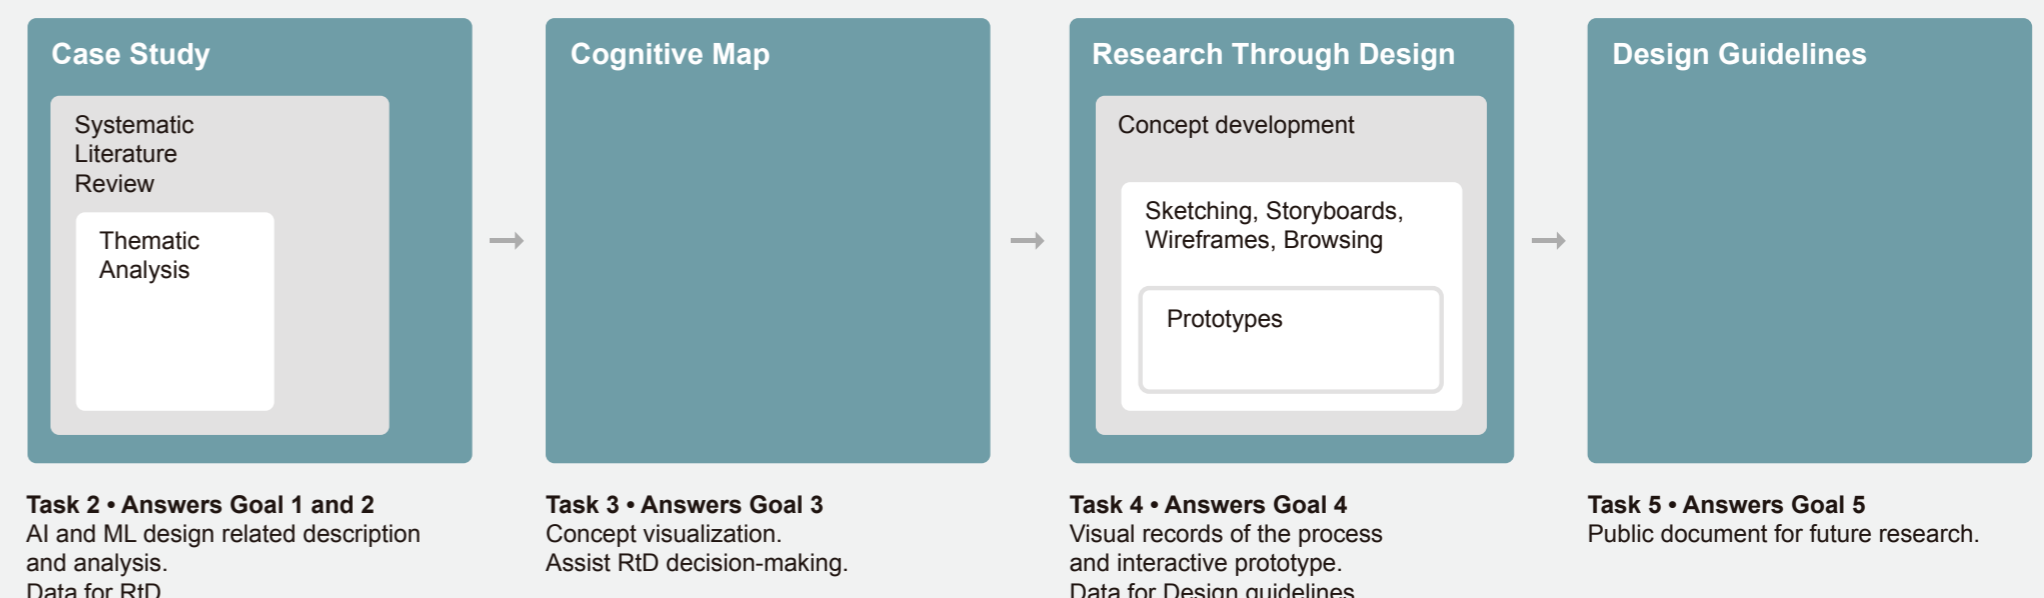 Case Study
Systematic
Literature
Review
Thematic
Analysis
Task 2 • Answers Goal 1 and 2
AI and ML design related description
and analysis.
Data for RtD
Cognitive Map
Task 3 • Answers Goal 3
Concept visualization.
Assist RtD decision-making.
Research Through Design
Concept development
Sketching, Storyboards,
Wireframes, Browsing
Prototypes
Task 4 • Answers Goal 4
Visual records of the process
and interactive prototype.
Data for Design guidelines
Design Guidelines
Task 5 • Answers Goal 5
Public document for future research.